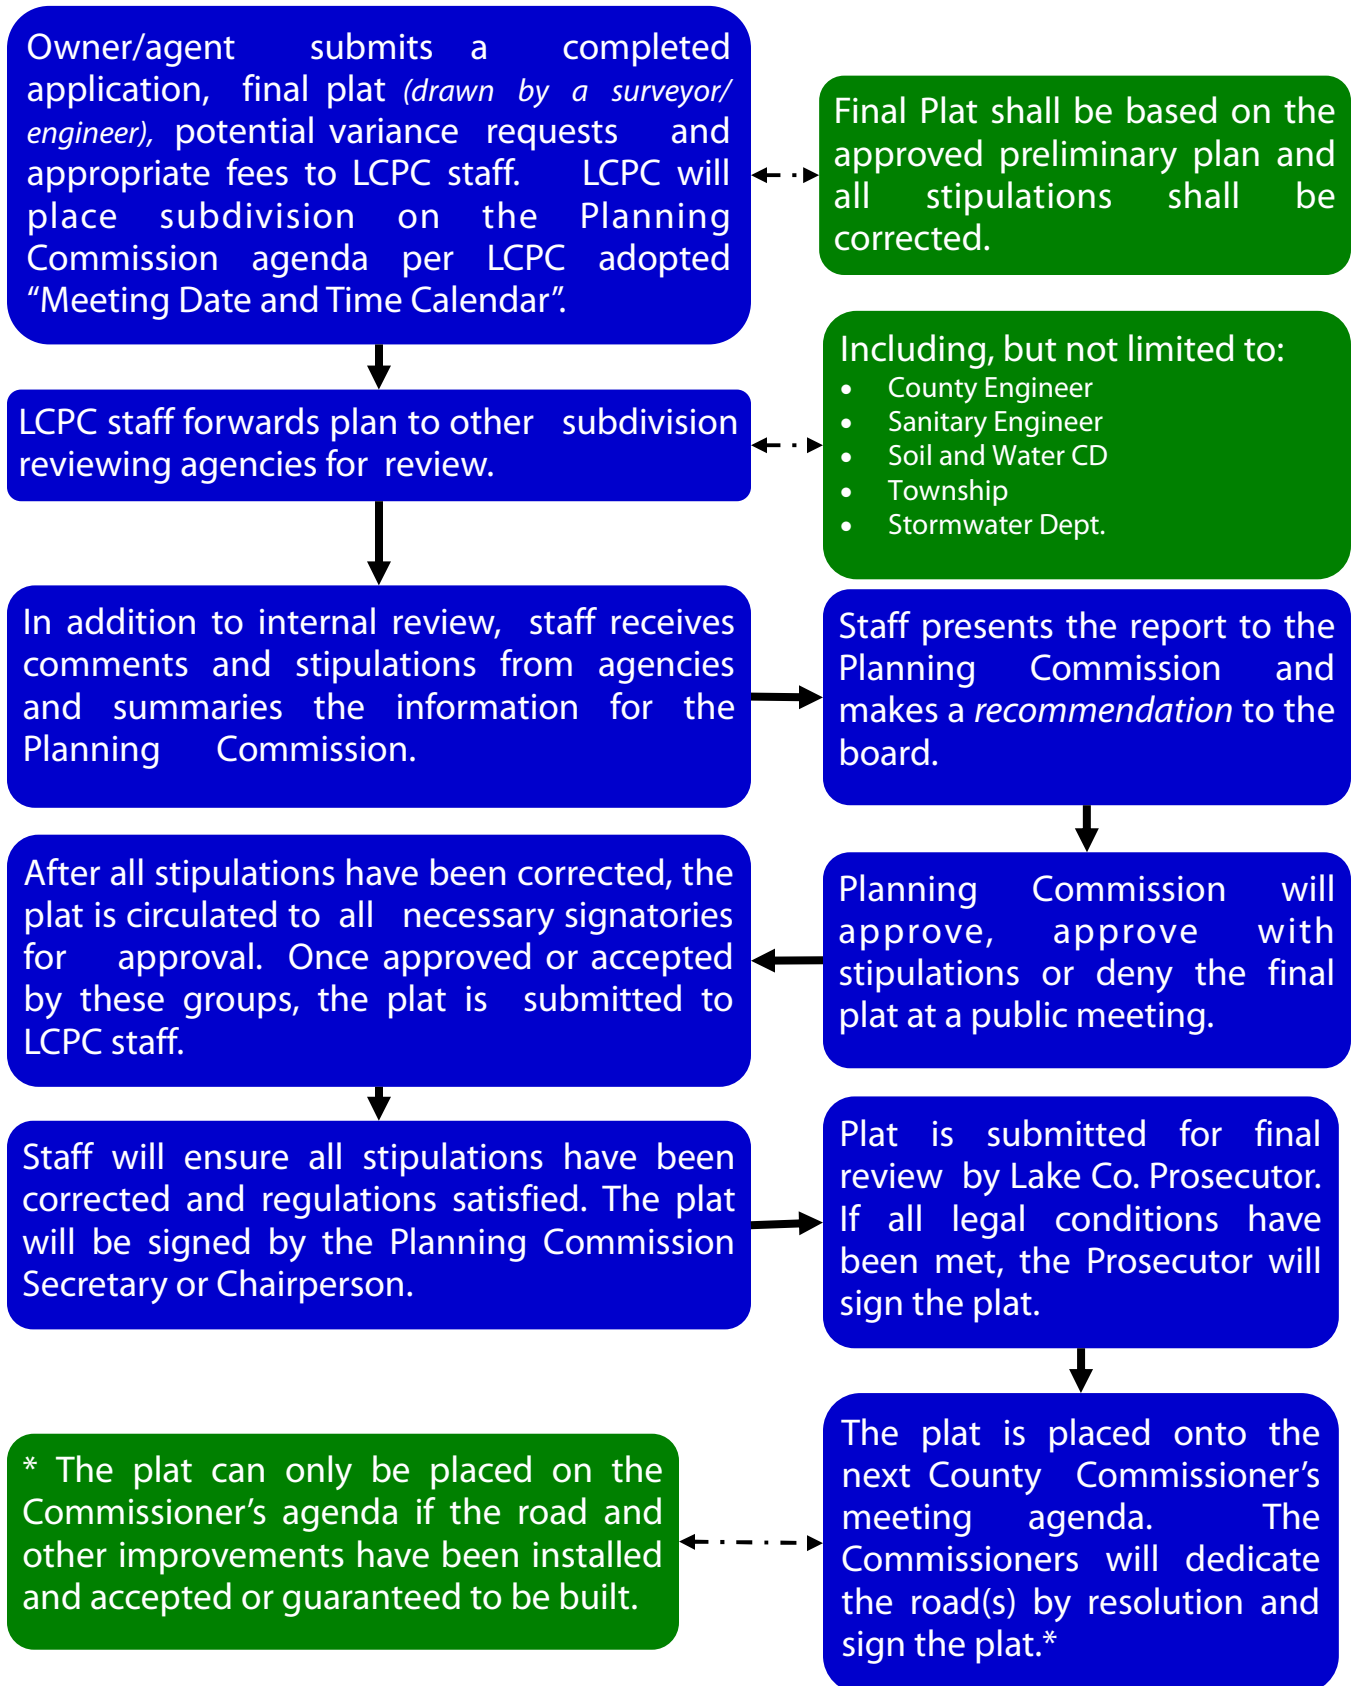 Owner/agent submits a completed
application, final plat (drawn by a surveyor/
engineer), potential variance requests and
appropriate fees to LCPC staff. LCPC will
place subdivision on the Planning
Commission agenda per LCPC adopted
“Meeting Date and Time Calendar”.
Final Plat shall be based on the
approved preliminary plan and
all stipulations shall be
corrected.
LCPC staff forwards plan to other subdivision
reviewing agencies for review.
Including, but not limited to:
• County Engineer
• Sanitary Engineer
• Soil and Water CD
• Township
• Stormwater Dept.
In addition to internal review, staff receives
comments and stipulations from agencies
and summaries the information for the
Planning Commission.
Staff presents the report to the
Planning Commission and
makes a recommendation to the
board.
Planning Commission will
approve, approve with
stipulations or deny the final
plat at a public meeting.
After all stipulations have been corrected, the
plat is circulated to all necessary signatories
for approval. Once approved or accepted
by these groups, the plat is submitted to
LCPC staff.
Staff will ensure all stipulations have been
corrected and regulations satisfied. The plat
will be signed by the Planning Commission
Secretary or Chairperson.
Plat is submitted for final
review by Lake Co. Prosecutor.
If all legal conditions have
been met, the Prosecutor will
sign the plat.
The plat is placed onto the
next County Commissioner’s
meeting agenda. The
Commissioners will dedicate
the road(s) by resolution and
sign the plat.*
* The plat can only be placed on the
Commissioner’s agenda if the road and
other improvements have been installed
and accepted or guaranteed to be built.